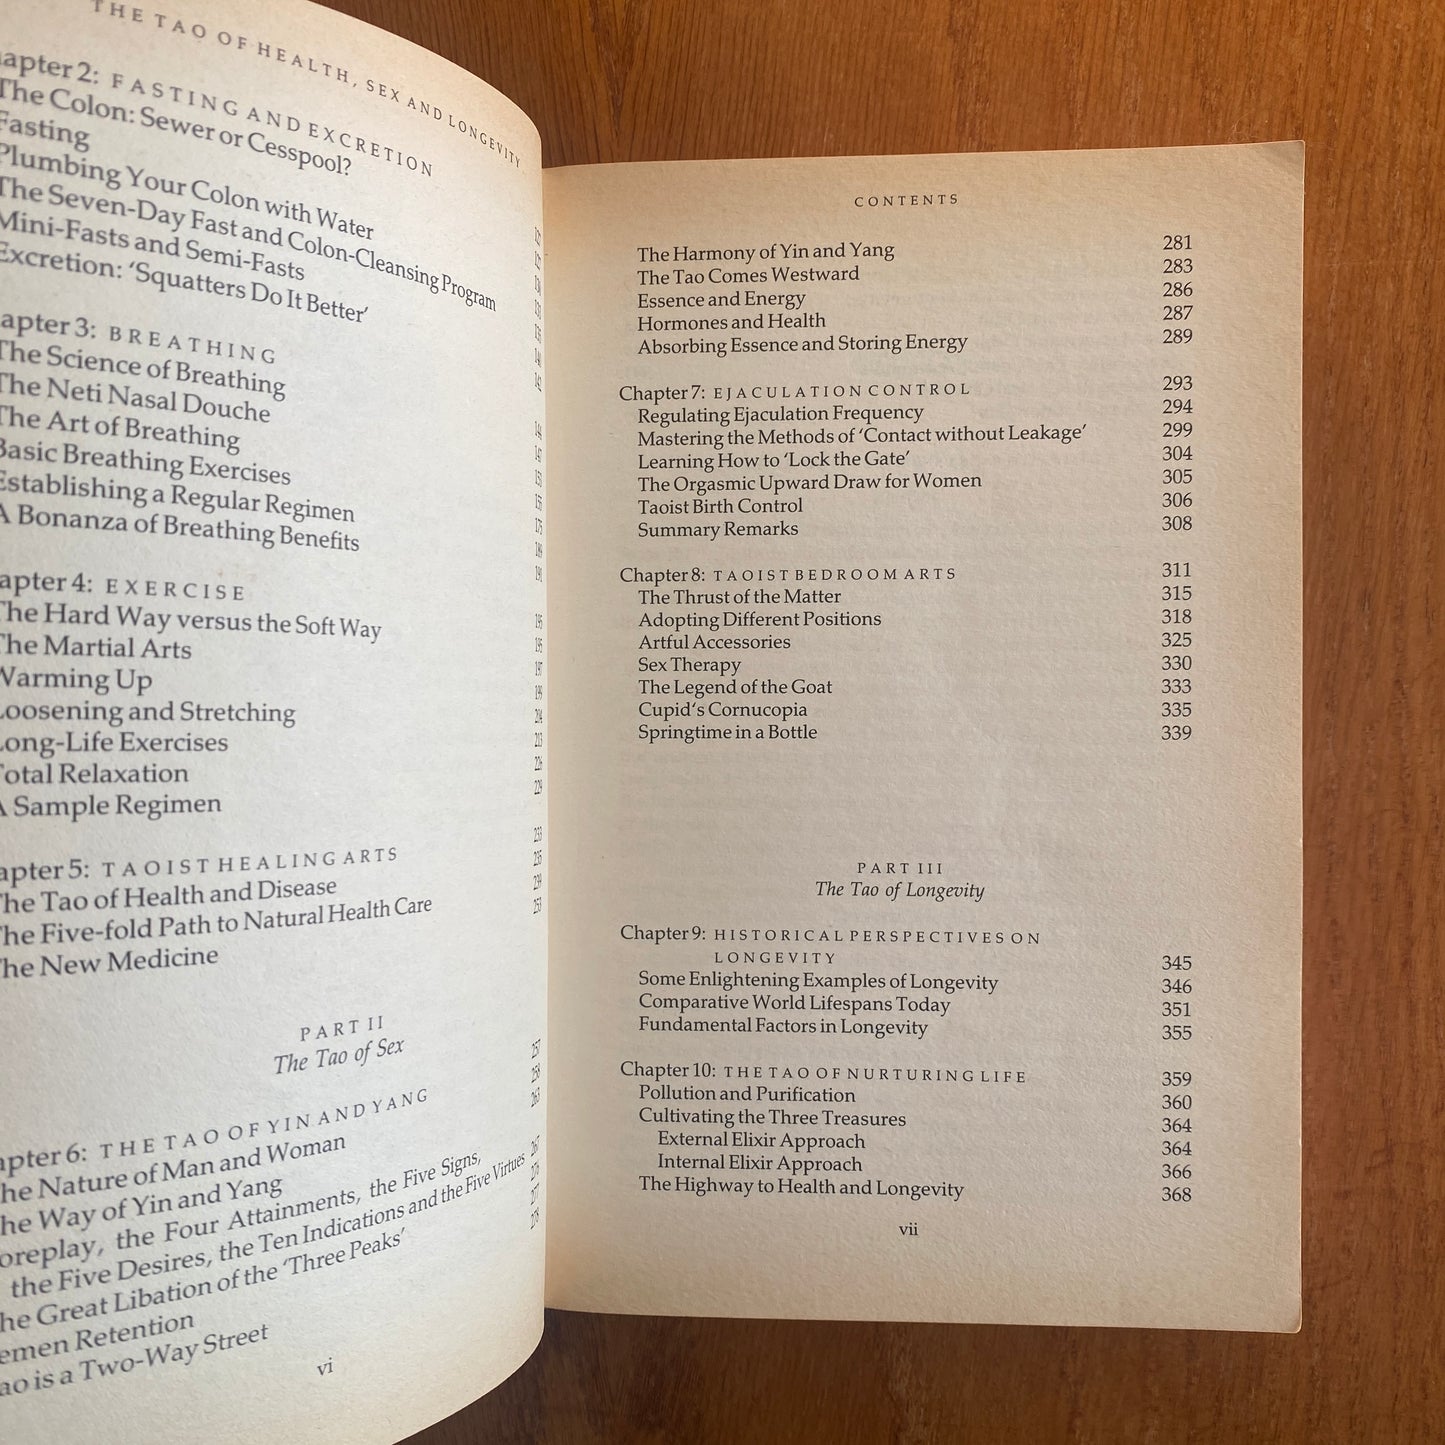 THE TAO OF HEALTH, SEX AND LONGEVITY
apter 2: FASTING AND EXCRETION
The Colon: Sewer or Cesspool?
Fasting
Plumbing Your Colon with Water
The Seven-Day Fast and Colon-Cleansing Program
Mini-Fasts and Semi-Fasts
Excretion: ‘Squatters Do It Better’
apter 3: BREATHING
The Science of Breathing
The Neti Nasal Douche
The Art of Breathing
Basic Breathing Exercises
Establishing a Regular Regimen
A Bonanza of Breathing Benefits
apter 4: EXERCISE
The Hard Way versus the Soft Way
The Martial Arts
Warming Up
Loosening and Stretching
Long-Life Exercises
Total Relaxation
A Sample Regimen
apter 5: TAOIST HEALING ARTS
The Tao of Health and Disease
The Five-fold Path to Natural Health Care
The New Medicine
PART II
The Tao of Sex
apter 6: THE TAO OF YIN AND YANG
he Nature of Man and Woman
he Way of Yin and Yang
oreplay, the Four Attainments, the Five Signs,
the Five Desires, the Ten Indications and the Five Virtues
he Great Libation of the ‘Three Peaks’
emen Retention
ao is a Two-Way Street
vi
CONTENTS
The Harmony of Yin and Yang 281
The Tao Comes Westward 283
Essence and Energy 286
Hormones and Health 287
Absorbing Essence and Storing Energy 289
Chapter 7: EJACULATION CONTROL 293
Regulating Ejaculation Frequency 294
Mastering the Methods of ‘Contact without Leakage’ 299
Learning How to ‘Lock the Gate’ 304
The Orgasmic Upward Draw for Women 305
Taoist Birth Control 306
Summary Remarks 308
Chapter 8: TAOIST BEDROOM ARTS 311
The Thrust of the Matter 315
Adopting Different Positions 318
Artful Accessories 325
Sex Therapy 330
The Legend of the Goat 333
Cupid‘s Cornucopia 335
Springtime in a Bottle 339
PART III
The Tao of Longevity
Chapter 9: HISTORICAL PERSPECTIVES ON
LONGEVITY 345
Some Enlightening Examples of Longevity 346
Comparative World Lifespans Today 351
Fundamental Factors in Longevity 355
Chapter 10: THE TAO OF NURTURING LIFE 359
Pollution and Purification 360
Cultivating the Three Treasures 364
External Elixir Approach 364
Internal Elixir Approach 366
The Highway to Health and Longevity 368
vii